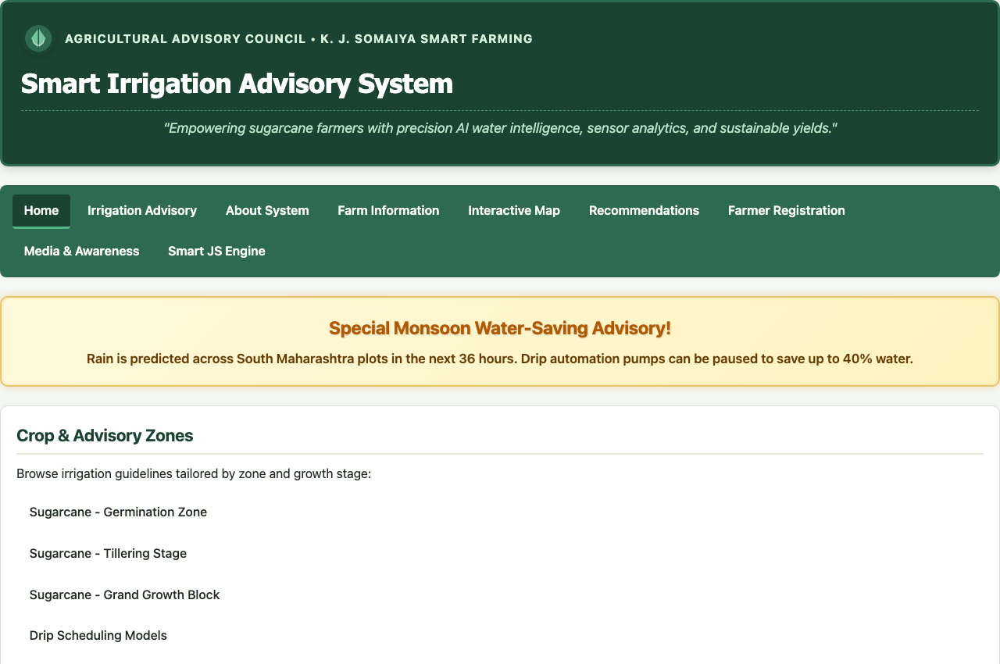 AGRICULTURAL ADVISORY COUNCIL • K. J. SOMAIYA SMART FARMING
Smart Irrigation Advisory System
"Empowering sugarcane farmers with precision AI water intelligence, sensor analytics, and sustainable yields."
Home Irrigation Advisory About System Farm Information Interactive Map Recommendations Farmer Registration
Media & Awareness Smart JS Engine
Special Monsoon Water-Saving Advisory!
Rain is predicted across South Maharashtra plots in the next 36 hours. Drip automation pumps can be paused to save up to 40% water.
Crop & Advisory Zones
Browse irrigation guidelines tailored by zone and growth stage:
Sugarcane - Germination Zone
Sugarcane - Tillering Stage
Sugarcane - Grand Growth Block
Drip Scheduling Models